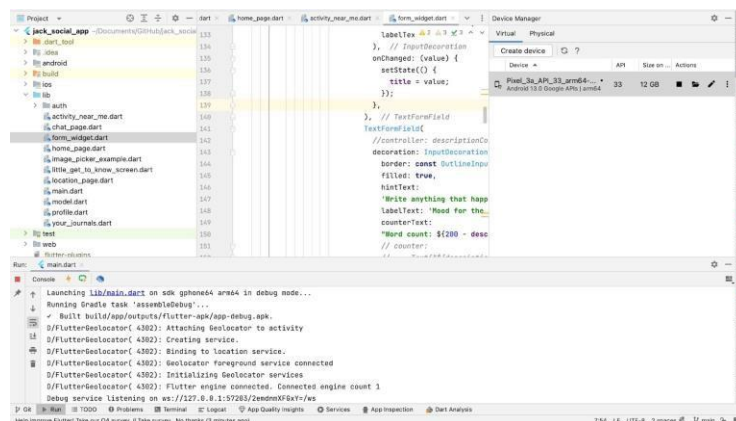 Project
dart
home_page.dart
activity_near_me.dart
form_widget.dart
Device Manager
jack_social_app ~/Documents/GitHub/jack_social
.dart_tool
.idea
android
build
ios
lib
auth
activity_near_me.dart
chat_page.dart
form_widget.dart
home_page.dart
image_picker_example.dart
little_get_to_know_screen.dart
location_page.dart
main.dart
model.dart
profile.dart
your_journals.dart
test
web
.flutter-plugins
133 labelTex
134 ), // InputDecoration
135 onChanged: (value) {
136 setState(() {
137 title = value;
138 });
139 },
140 ), // TextFormField
141 TextFormField(
142 //controller: descriptionCo
143 decoration: InputDecoration
144 border: const OutlineInpu
145 filled: true,
146 hintText:
147 'Write anything that happ
148 labelText: 'Mood for the
149 counterText:
150 "Word count: ${200 - desc
151 // counter:
Virtual Physical
Create device ?
Device API Size on ... Actions
Pixel_3a_API_33_arm64-... 33 12 GB
Android 13.0 Google APIs | arm64
Run: main.dart
Console
Launching lib/main.dart on sdk gphone64 arm64 in debug mode...
Running Gradle task 'assembleDebug'...
✓ Built build/app/outputs/flutter-apk/app-debug.apk.
D/FlutterGeolocator( 4302): Attaching Geolocator to activity
D/FlutterGeolocator( 4302): Creating service.
D/FlutterGeolocator( 4302): Binding to location service.
D/FlutterGeolocator( 4302): Geolocator foreground service connected
D/FlutterGeolocator( 4302): Initializing Geolocator services
D/FlutterGeolocator( 4302): Flutter engine connected. Connected engine count 1
Debug service listening on ws://127.0.0.1:57203/2emdnmXFGxY=/ws
Git Run TODO Problems Terminal Logcat App Quality Insights Services App Inspection Dart Analysis